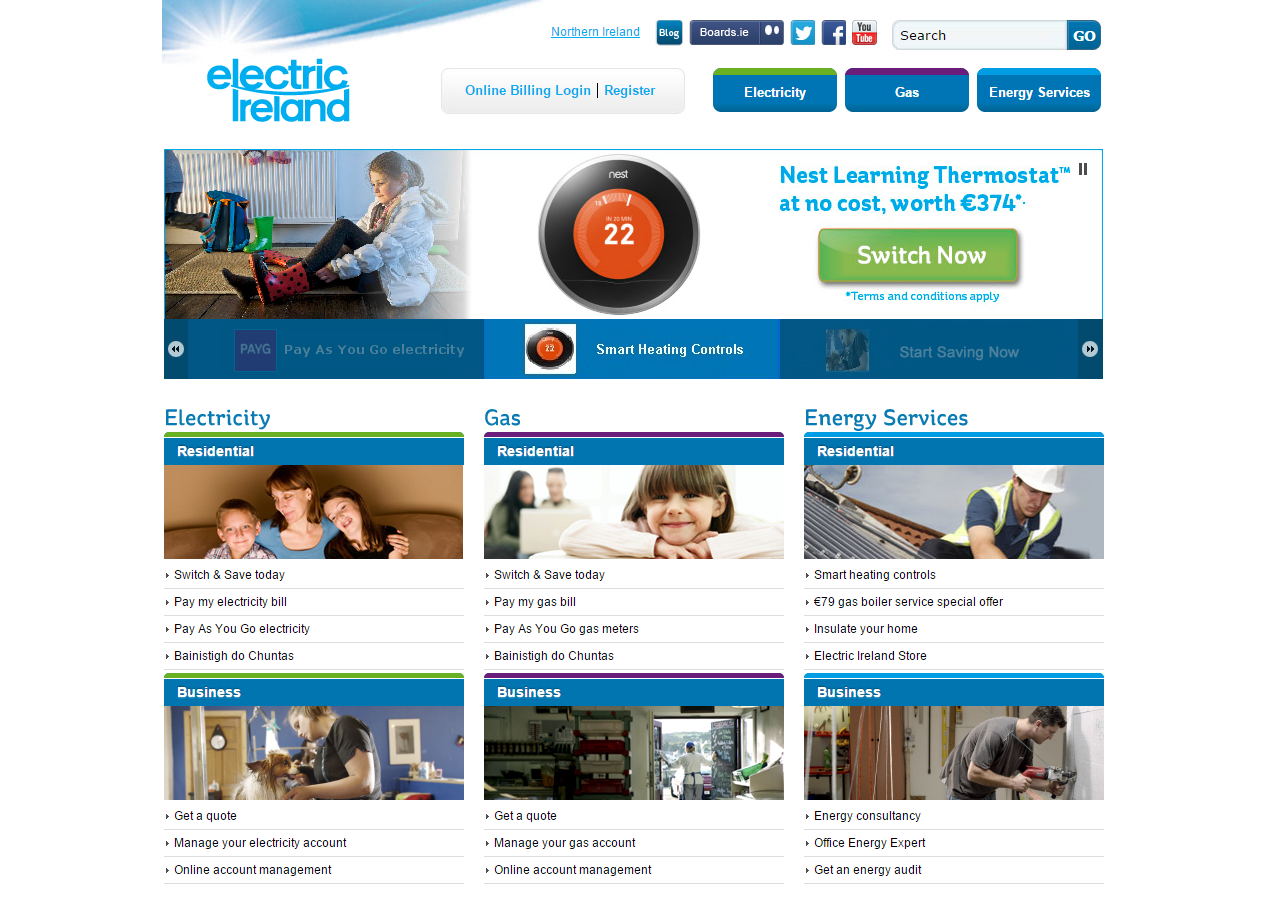 Northern Ireland
Blog
Boards.ie
You
Tube
Search
GO
electric
Ireland
Online Billing Login | Register
Electricity
Gas
Energy Services
nest
18
IN 20 MIN
22
Nest Learning Thermostat™
at no cost, worth €374*.
Switch Now
*Terms and conditions apply
PAYG
Pay As You Go electricity
22
Smart Heating Controls
Start Saving Now
Electricity
Residential
Switch & Save today
Pay my electricity bill
Pay As You Go electricity
Bainistigh do Chuntas
Business
Get a quote
Manage your electricity account
Online account management
Gas
Residential
Switch & Save today
Pay my gas bill
Pay As You Go gas meters
Bainistigh do Chuntas
Business
Get a quote
Manage your gas account
Online account management
Energy Services
Residential
Smart heating controls
€79 gas boiler service special offer
Insulate your home
Electric Ireland Store
Business
Energy consultancy
Office Energy Expert
Get an energy audit